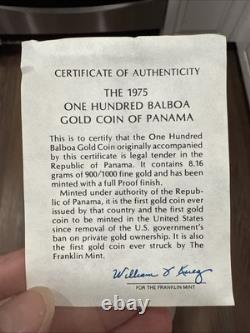 CERTIFICATE OF AUTHENTICITY
THE 1975
ONE HUNDRED BALBOA
GOLD COIN OF PANAMA
This is to certify that the One Hundred
Balboa Gold Coin originally accompanied
by this certificate is legal tender in the
Republic of Panama. It contains 8.16
grams of 900/1000 fine gold and has been
minted with a full Proof finish.
Minted under authority of the Repub-
lic of Panama, it is the first gold coin ever
issued by that country and the first gold
coin to be minted in the United States
since removal of the U.S. government's
ban on private gold ownership. It is also
the first gold coin ever struck by The
Franklin Mint.
William
FOR THE FRANKLIN MINT